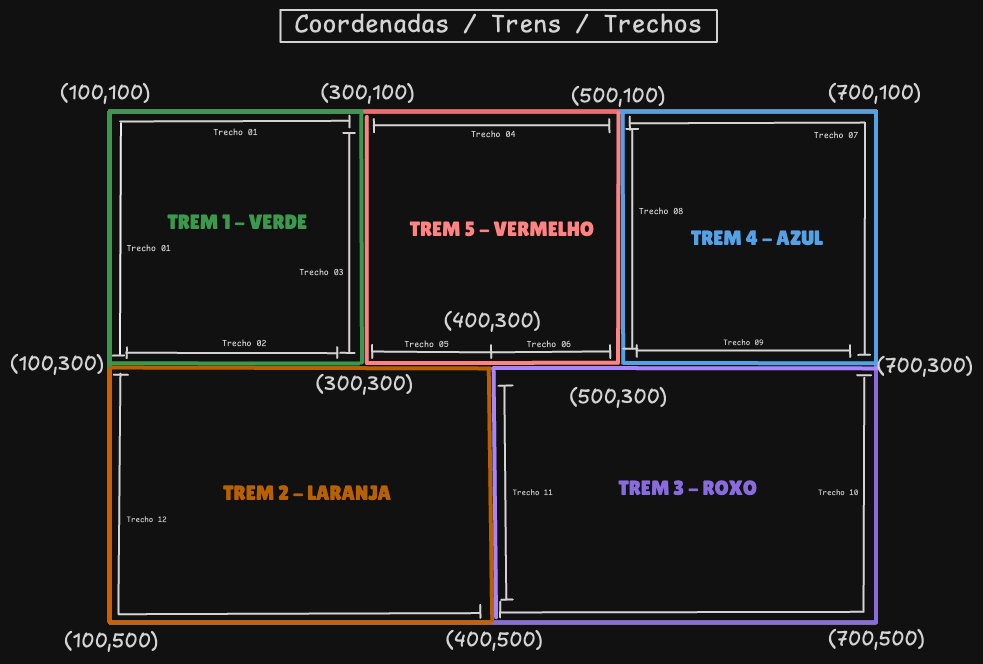 Coordenadas / Trens / Trechos
(100,100)
(300,100)
(500,100)
(700,100)
Trecho 01
Trecho 04
Trecho 07
TREM 1 - VERDE
TREM 5 - VERMELHO
Trecho 08
TREM 4 - AZUL
Trecho 01
Trecho 03
(400,300)
Trecho 02
Trecho 05
Trecho 06
Trecho 09
(100,300)
(700,300)
(300,300)
(500,300)
TREM 2 - LARANJA
TREM 3 - ROXO
Trecho 11
Trecho 10
Trecho 12
(100,500)
(400,500)
(700,500)